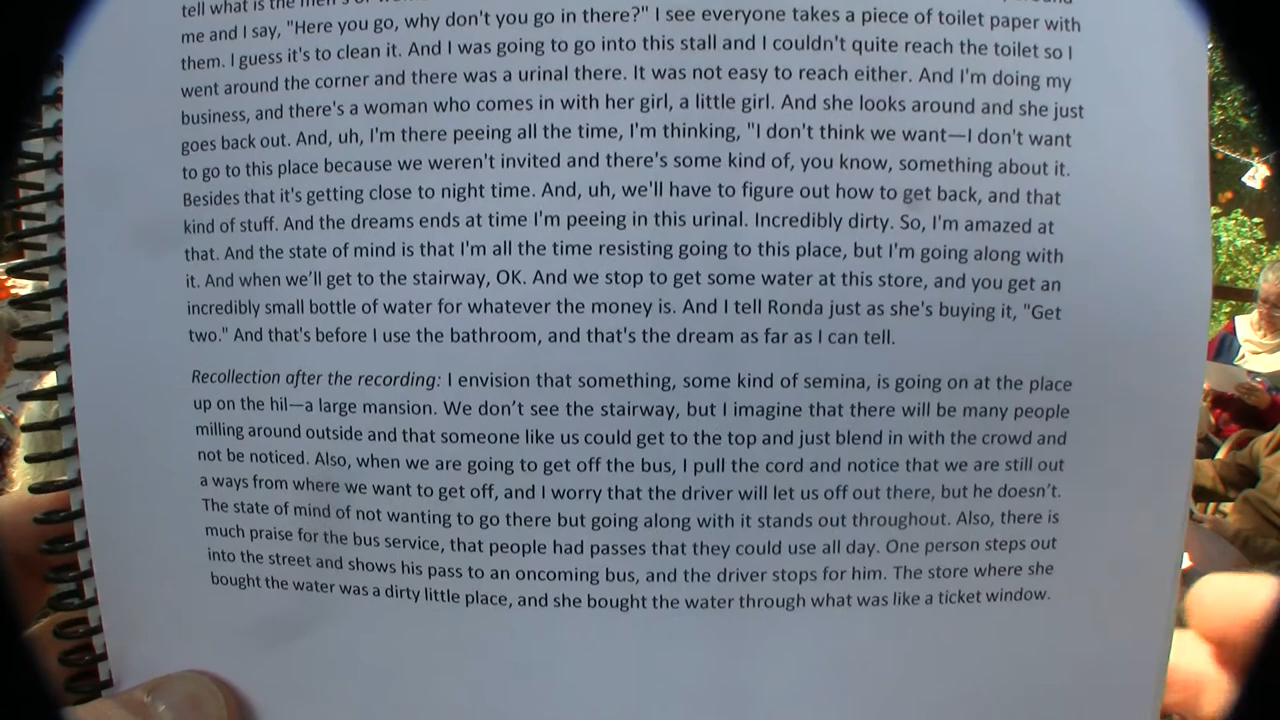 tell what is the men's or
me and I say, "Here you go, why don't you go in there?" I see everyone takes a piece of toilet paper with
them. I guess it's to clean it. And I was going to go into this stall and I couldn't quite reach the toilet so I
went around the corner and there was a urinal there. It was not easy to reach either. And I'm doing my
business, and there's a woman who comes in with her girl, a little girl. And she looks around and she just
goes back out. And, uh, I'm there peeing all the time, I'm thinking, "I don't think we want—I don't want
to go to this place because we weren't invited and there's some kind of, you know, something about it.
Besides that it's getting close to night time. And, uh, we'll have to figure out how to get back, and that
kind of stuff. And the dreams ends at time I'm peeing in this urinal. Incredibly dirty. So, I'm amazed at
that. And the state of mind is that I'm all the time resisting going to this place, but I'm going along with
it. And when we'll get to the stairway, OK. And we stop to get some water at this store, and you get an
incredibly small bottle of water for whatever the money is. And I tell Ronda just as she's buying it, "Get
two." And that's before I use the bathroom, and that's the dream as far as I can tell.
Recollection after the recording: I envision that something, some kind of semina, is going on at the place
up on the hil—a large mansion. We don't see the stairway, but I imagine that there will be many people
milling around outside and that someone like us could get to the top and just blend in with the crowd and
not be noticed. Also, when we are going to get off the bus, I pull the cord and notice that we are still out
a ways from where we want to get off, and I worry that the driver will let us off out there, but he doesn't.
The state of mind of not wanting to go there but going along with it stands out throughout. Also, there is
much praise for the bus service, that people had passes that they could use all day. One person steps out
into the street and shows his pass to an oncoming bus, and the driver stops for him. The store where she
bought the water was a dirty little place, and she bought the water through what was like a ticket window.